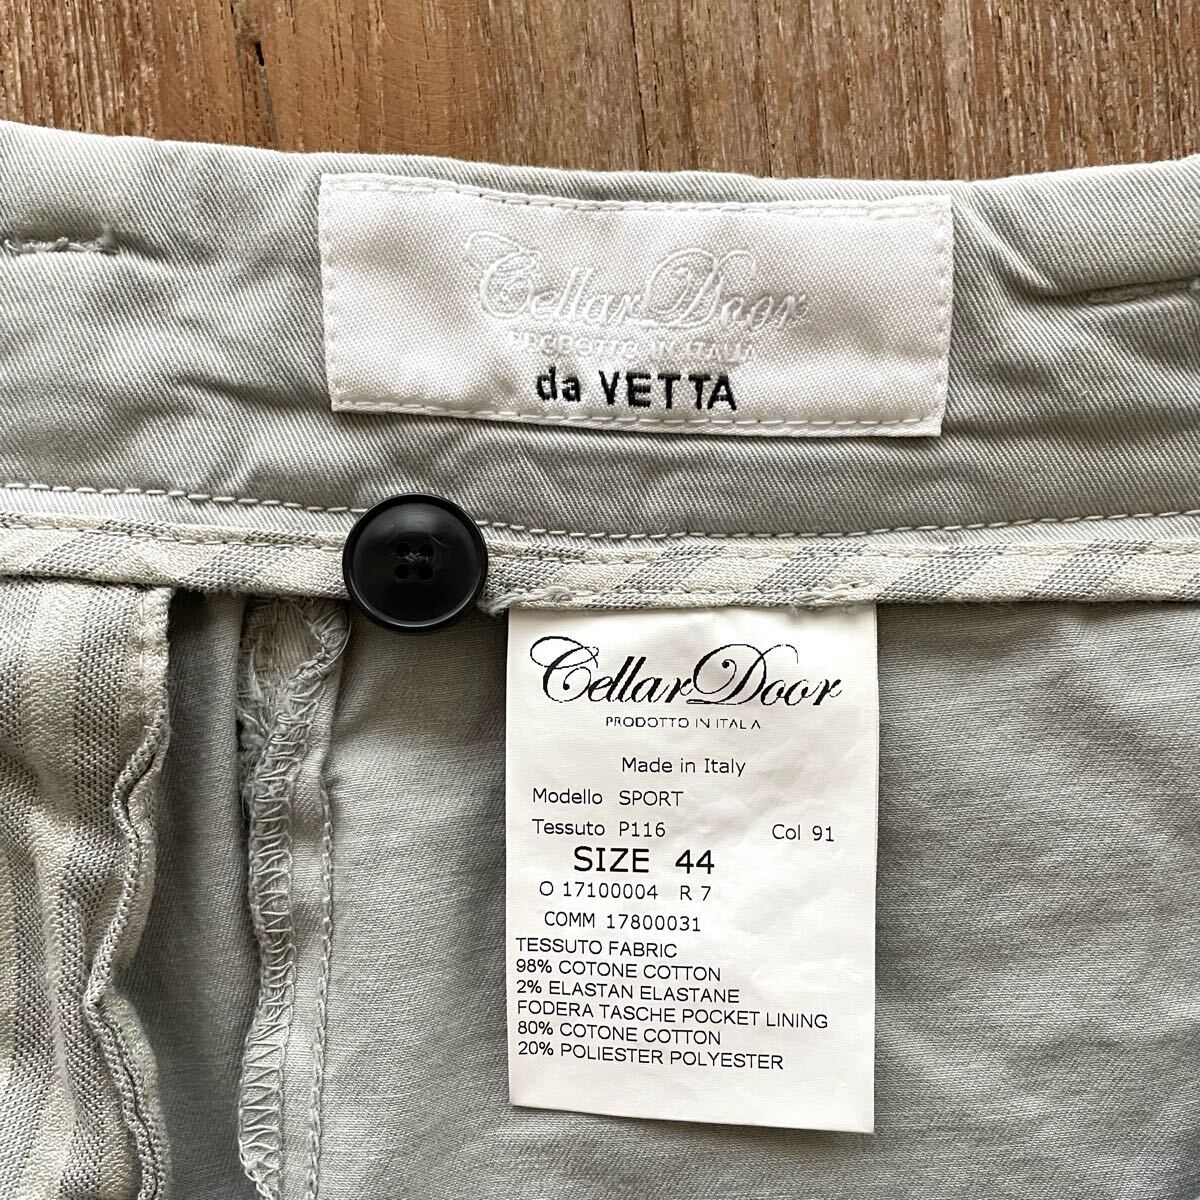 Cellar Door
PRODOTTO IN ITALIA
da VETTA
Cellar Door
PRODOTTO IN ITAL A
Made in Italy
Modello SPORT
Tessuto P116 Col 91
SIZE 44
O 17100004 R 7
COMM 17800031
TESSUTO FABRIC
98% COTONE COTTON
2% ELASTAN ELASTANE
FODERA TASCHE POCKET LINING
80% COTONE COTTON
20% POLIESTER POLYESTER